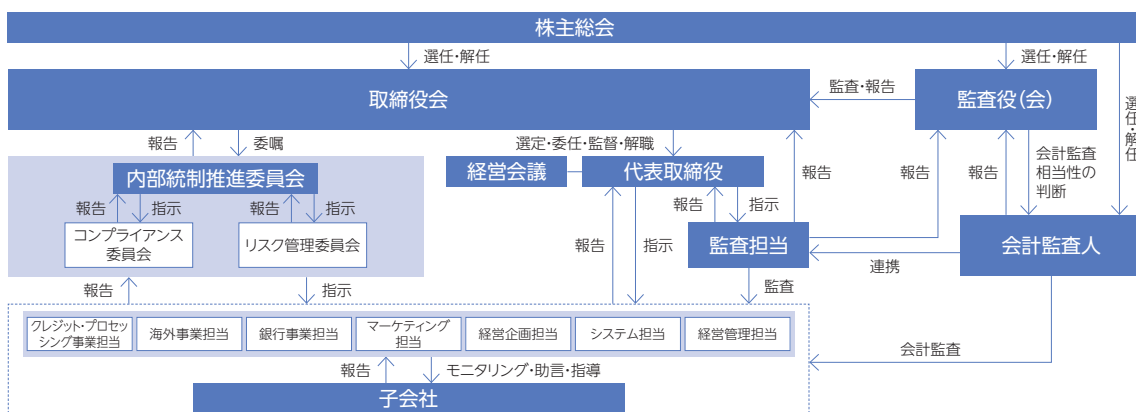 株主総会
選任・解任
選任・解任
選任・解任
取締役会
監査・報告
監査役(会)
報告
委嘱
選定・委任・監督・解職
報告
報告
報告
会計監査
相当性の
判断
内部統制推進委員会
経営会議
代表取締役
報告
指示
報告
指示
報告
指示
コンプライアンス
委員会
リスク管理委員会
報告
指示
監査担当
連携
会計監査人
報告
指示
監査
クレジット・プロセッ
シング事業担当
海外事業担当
銀行事業担当
マーケティング
担当
経営企画担当
システム担当
経営管理担当
会計監査
報告
モニタリング・助言・指導
子会社